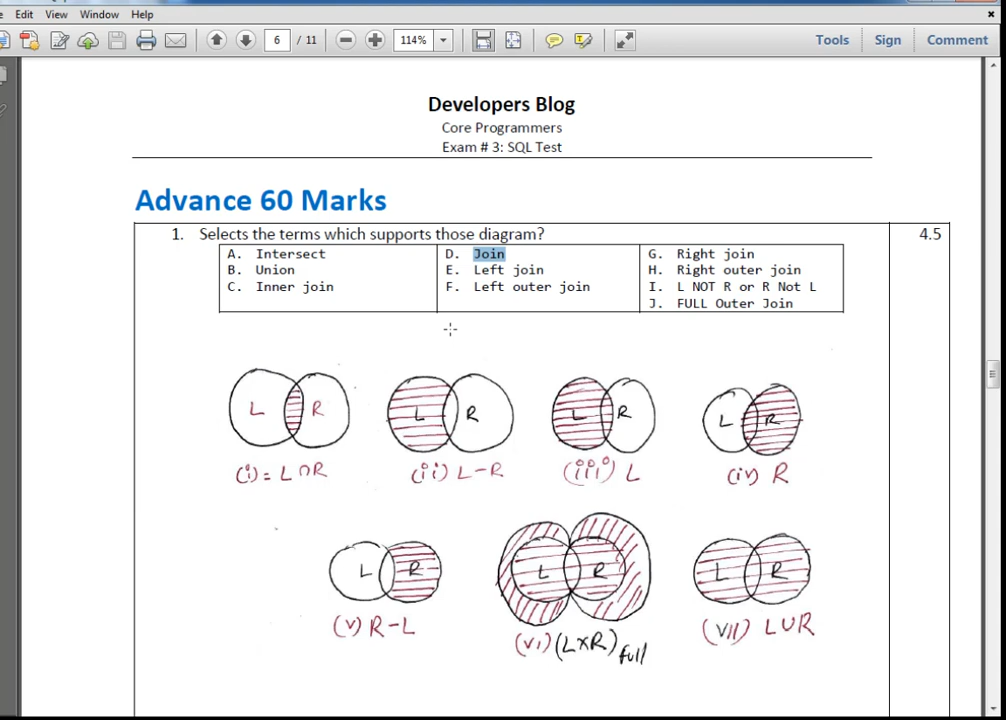 Edit View Window Help
6 / 11 114% Tools Sign Comment
Developers Blog
Core Programmers
Exam # 3: SQL Test
Advance 60 Marks
1. Selects the terms which supports those diagram? 4.5
A. Intersect
B. Union
C. Inner join
D. Join
E. Left join
F. Left outer join
G. Right join
H. Right outer join
I. L NOT R or R Not L
J. FULL Outer Join
L R
L R
L R
L R
(i) = L∩R
(ii) L-R
(iii) L
(iv) R
L R
L R
L R
(v) R-L
(vi) (L×R) full
(vii) LUR